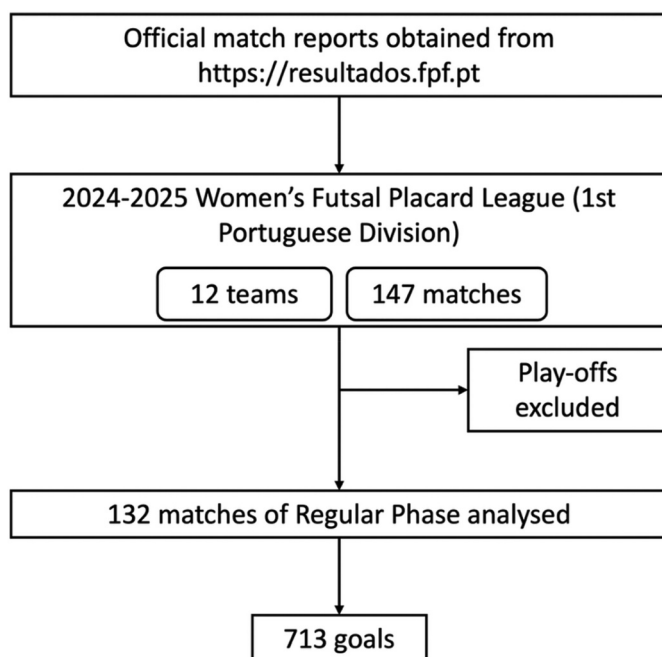 Official match reports obtained from
https://resultados.fpf.pt
2024-2025 Women’s Futsal Placard League (1st
Portuguese Division)
12 teams
147 matches
Play-offs
excluded
132 matches of Regular Phase analysed
713 goals